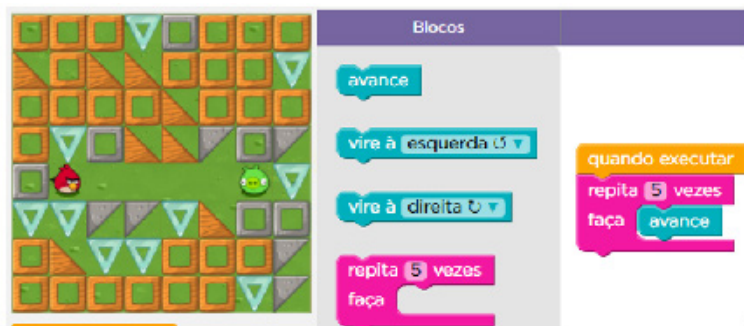 Blocos
avance
vire à esquerda ↺ ▼
vire à direita ↻ ▼
repita 5 vezes
faça
quando executar
repita 5 vezes
faça avance